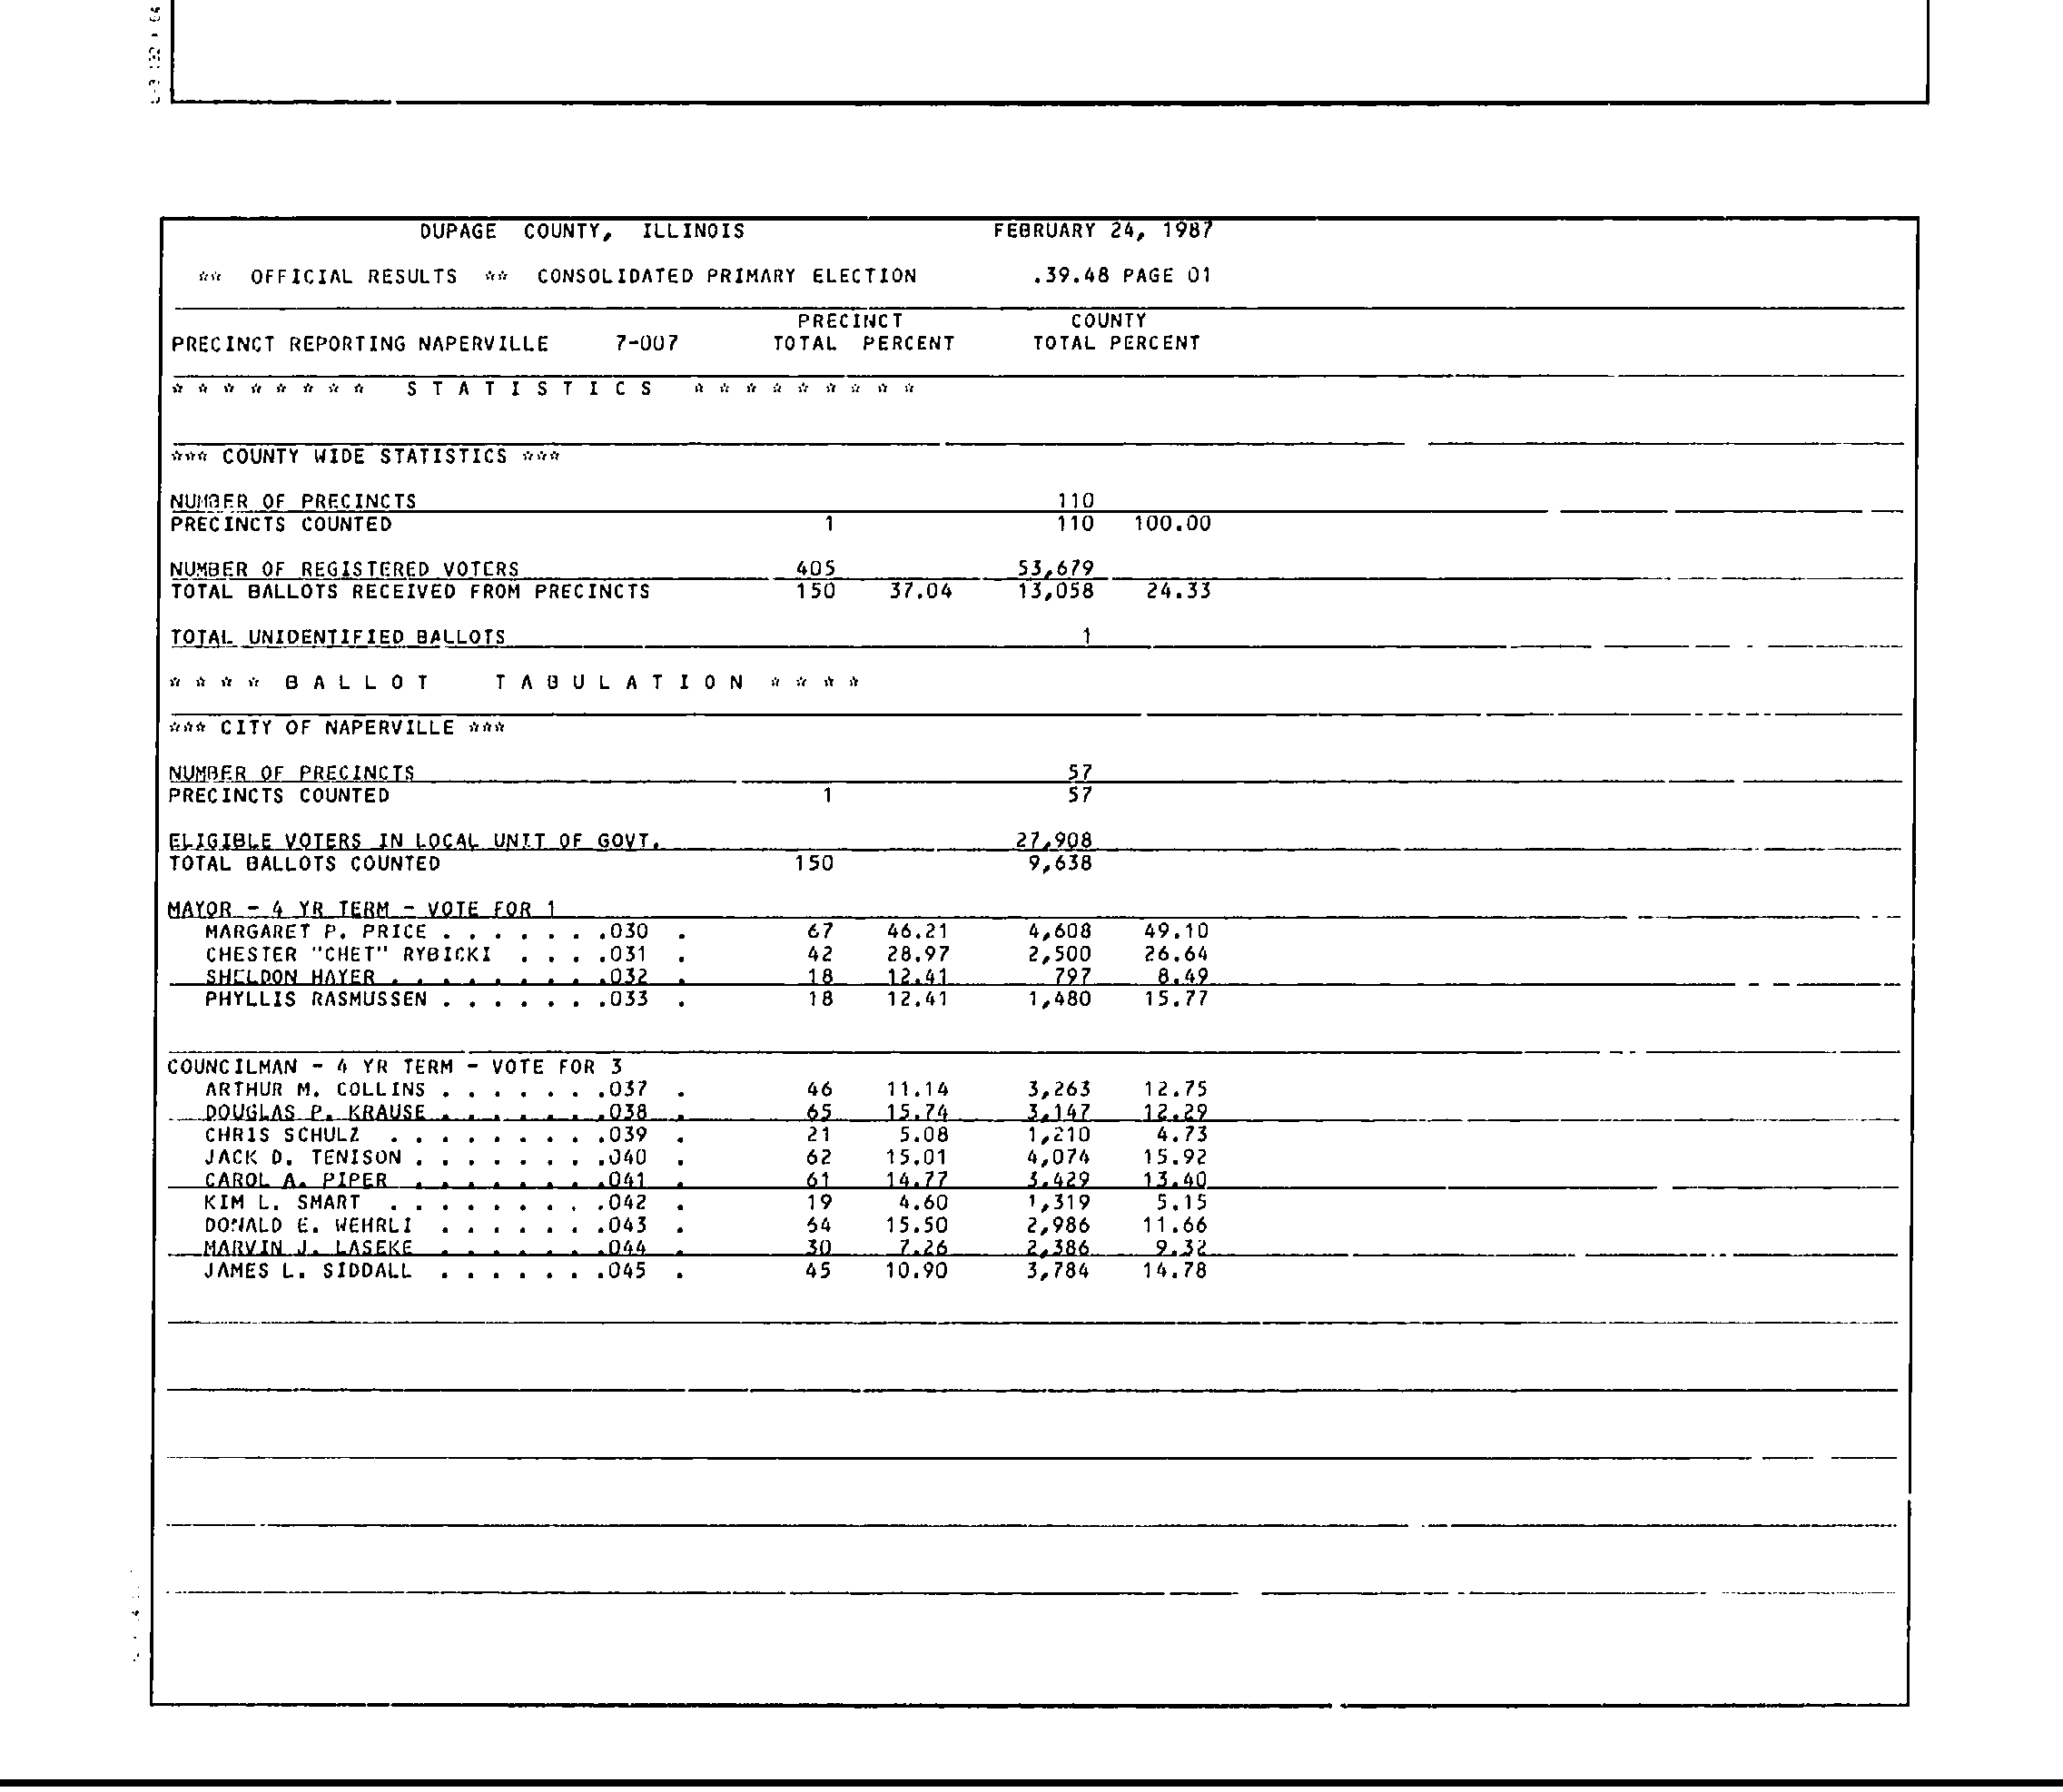 DUPAGE COUNTY, ILLINOIS FEBRUARY 24, 1987
** OFFICIAL RESULTS ** CONSOLIDATED PRIMARY ELECTION .39.48 PAGE 01
PRECINCT COUNTY
PRECINCT REPORTING NAPERVILLE 7-007 TOTAL PERCENT TOTAL PERCENT
* * * * * * * * S T A T I S T I C S * * * * * * * * *
*** COUNTY WIDE STATISTICS ***
NUMBER OF PRECINCTS 110
PRECINCTS COUNTED 1 110 100.00
NUMBER OF REGISTERED VOTERS 405 53,679
TOTAL BALLOTS RECEIVED FROM PRECINCTS 150 37.04 13,058 24.33
TOTAL UNIDENTIFIED BALLOTS 1
* * * * B A L L O T T A B U L A T I O N * * * *
*** CITY OF NAPERVILLE ***
NUMBER OF PRECINCTS 57
PRECINCTS COUNTED 1 57
ELIGIBLE VOTERS IN LOCAL UNIT OF GOVT. 27,908
TOTAL BALLOTS COUNTED 150 9,638
MAYOR - 4 YR TERM - VOTE FOR 1
MARGARET P. PRICE . . . . . . .030 . 67 46.21 4,608 49.10
CHESTER "CHET" RYBICKI . . . .031 . 42 28.97 2,500 26.64
SHELDON HAYER . . . . . . . . .032 . 18 12.41 797 8.49
PHYLLIS RASMUSSEN . . . . . . .033 . 18 12.41 1,480 15.77
COUNCILMAN - 4 YR TERM - VOTE FOR 3
ARTHUR M. COLLINS . . . . . . .037 . 46 11.14 3,263 12.75
DOUGLAS P. KRAUSE . . . . . . .038 . 65 15.74 3,147 12.29
CHRIS SCHULZ . . . . . . . . .039 . 21 5.08 1,210 4.73
JACK D. TENISON . . . . . . . .040 . 62 15.01 4,074 15.92
CAROL A. PIPER . . . . . . . .041 . 61 14.77 3,429 13.40
KIM L. SMART . . . . . . . . .042 . 19 4.60 1,319 5.15
DONALD E. WEHRLI . . . . . . .043 . 64 15.50 2,986 11.66
MARVIN J. LASEKE . . . . . . .044 . 30 7.26 2,386 9.32
JAMES L. SIDDALL . . . . . . .045 . 45 10.90 3,784 14.78